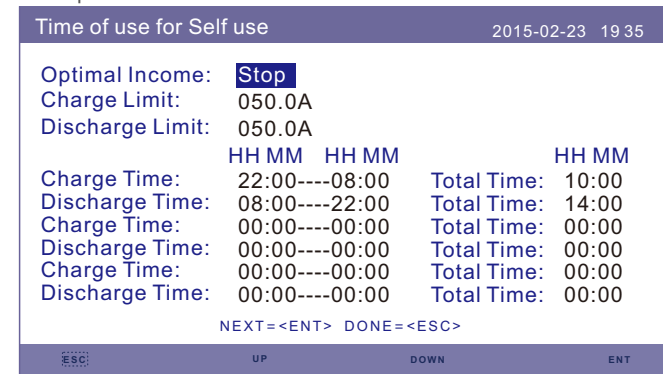 Time of use for Self use 2015-02-23 19 35
Optimal Income: Stop
Charge Limit: 050.0A
Discharge Limit: 050.0A
HH MM HH MM HH MM
Charge Time: 22:00----08:00 Total Time: 10:00
Discharge Time: 08:00----22:00 Total Time: 14:00
Charge Time: 00:00----00:00 Total Time: 00:00
Discharge Time: 00:00----00:00 Total Time: 00:00
Charge Time: 00:00----00:00 Total Time: 00:00
Discharge Time: 00:00----00:00 Total Time: 00:00
NEXT=<ENT> DONE=<ESC>
ESC UP DOWN ENT